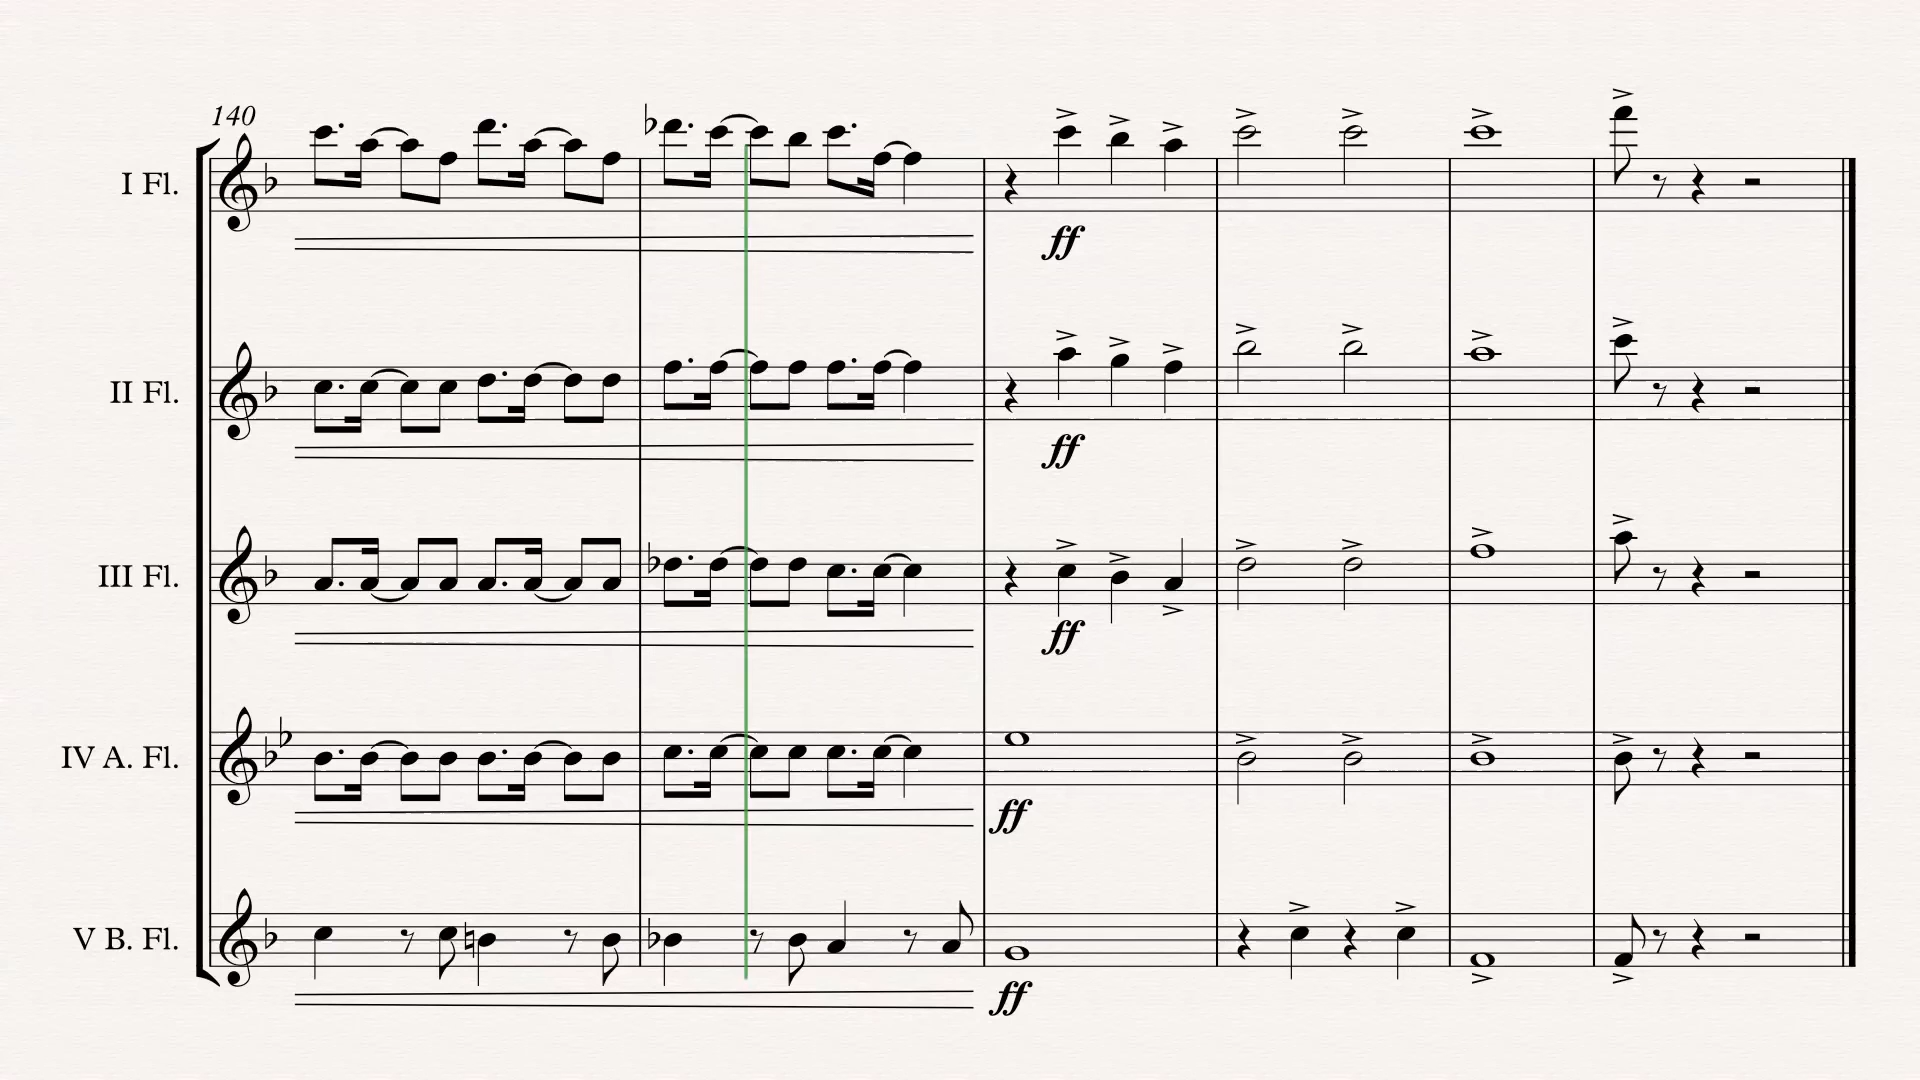 140
I Fl.
ff
II Fl.
ff
III Fl.
ff
IV A. Fl.
ff
V B. Fl.
ff